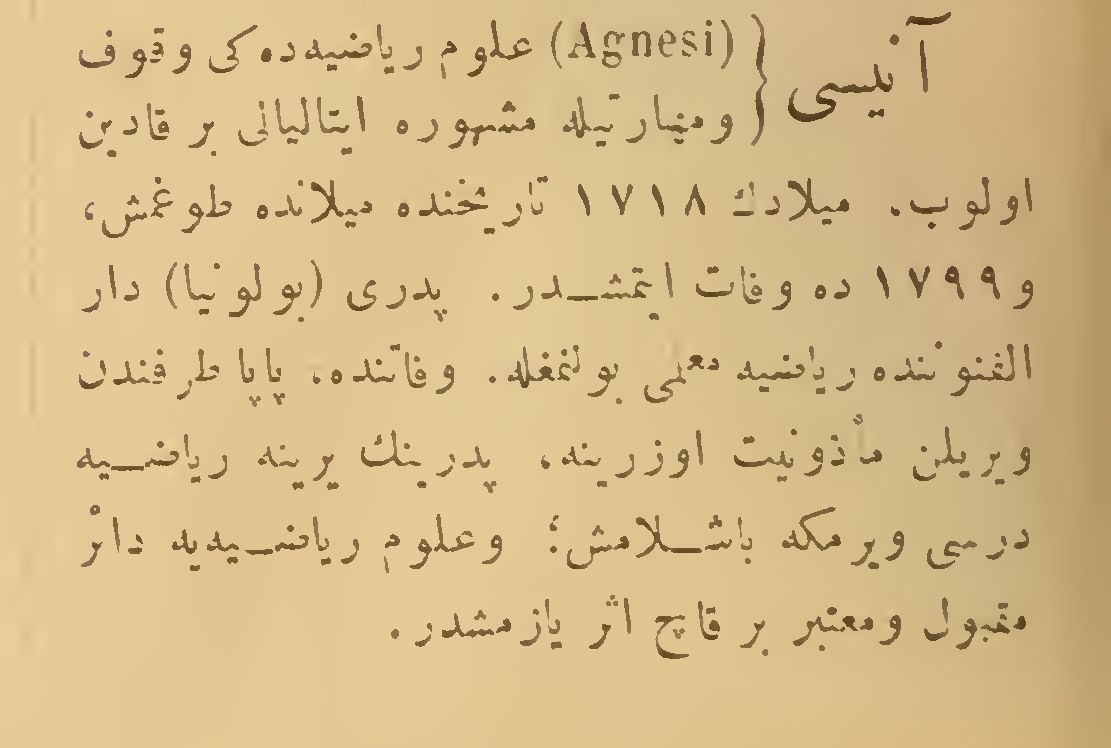 آنیسی {(Agnesi) علوم ریاضیه‌ده‌کی وقوف
ومهارتیله مشهوره ایتالیالی بر قادین
اولوب. میلادك ۱۷۱۸ تاریخنده میلانده طوغمش،
و ۱۷۹۹ ده وفات ایتمشدر. پدری (بولونیا) دار
الفنوننده ریاضیه معلمی بولنمغله. وفاتنده، پاپا طرفندن
ویریلن مأذونیت اوزرینه، پدرینك یرینه ریاضیه
درسی ویرمکه باشلامش؛ وعلوم ریاضیه‌یه دائر
مقبول ومعتبر بر قاچ اثر یازمشدر.